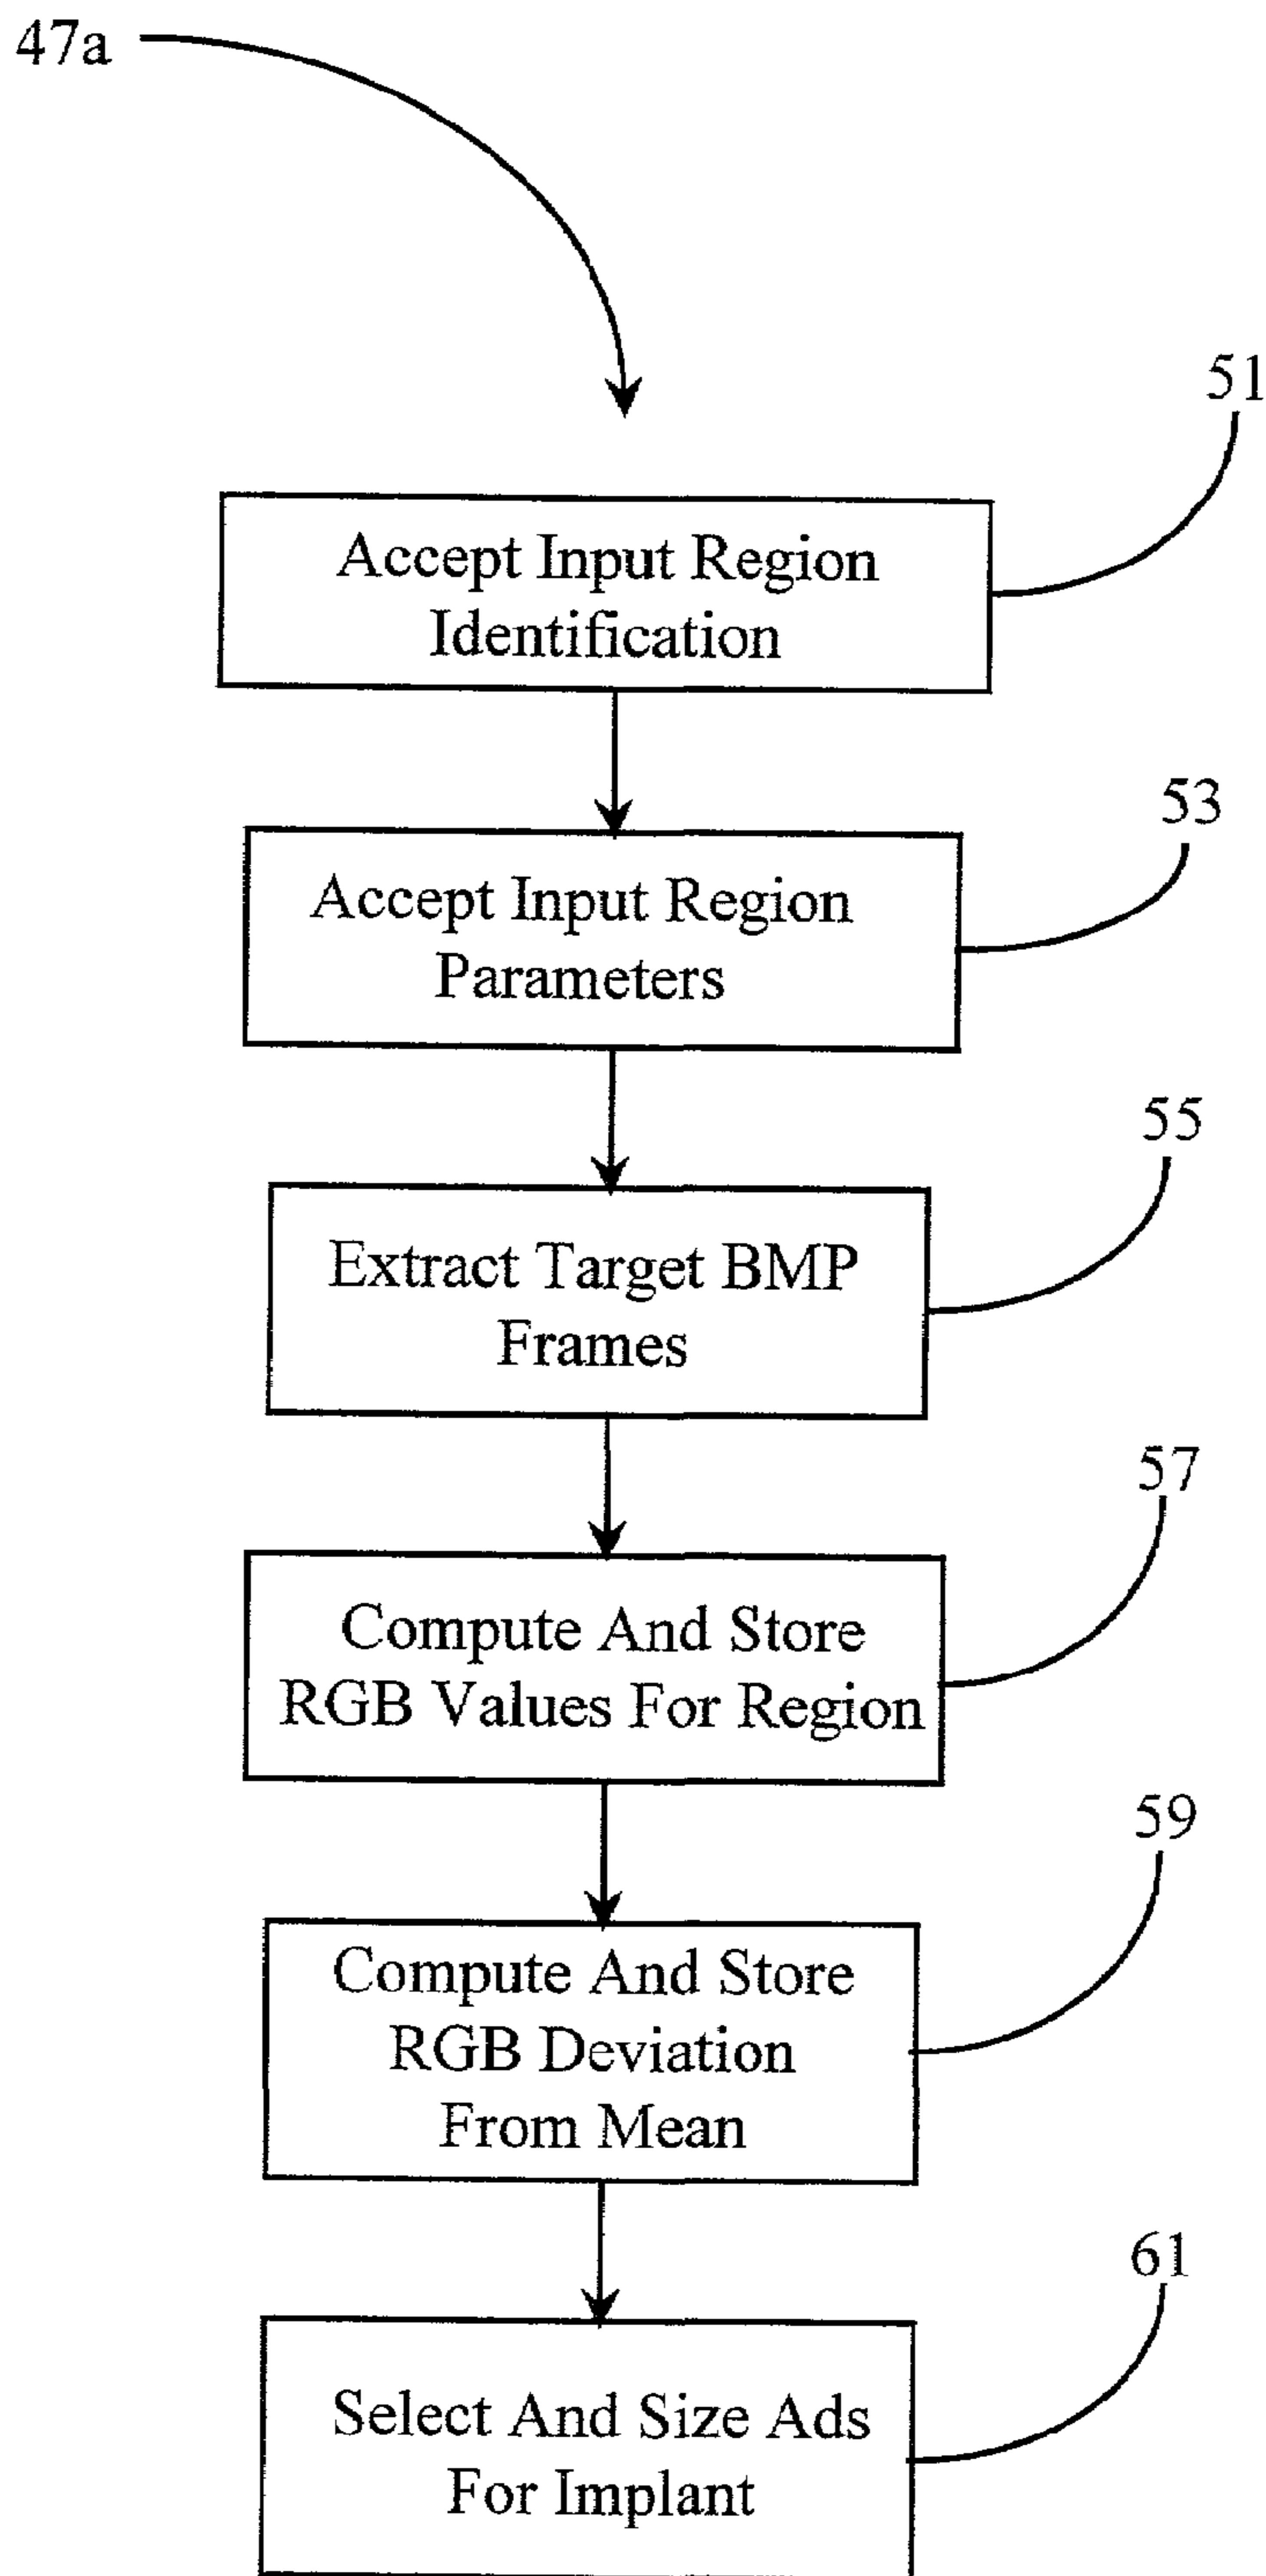 47a
51
Accept Input Region
Identification
53
Accept Input Region
Parameters
55
Extract Target BMP
Frames
57
Compute And Store
RGB Values For Region
59
Compute And Store
RGB Deviation
From Mean
61
Select And Size Ads
For Implant